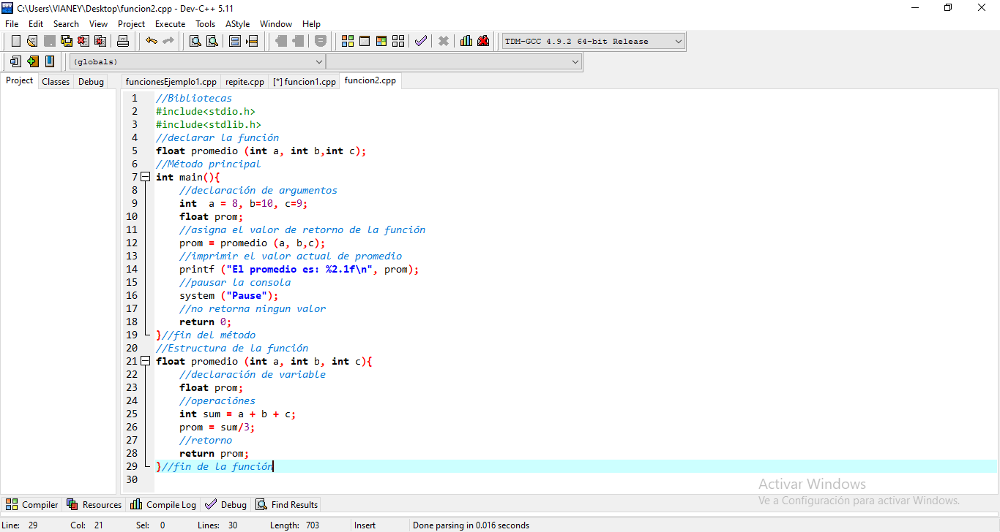 C:\Users\VIANEY\Desktop\funcion2.cpp - Dev-C++ 5.11
File Edit Search View Project Execute Tools AStyle Window Help
TDM-GCC 4.9.2 64-bit Release
(globals)
Project Classes Debug funcionesEjemplo1.cpp repite.cpp [*] funcion1.cpp funcion2.cpp
1 //Bibliotecas
2 #include<stdio.h>
3 #include<stdlib.h>
4 //declarar la función
5 float promedio (int a, int b,int c);
6 //Método principal
7 int main(){
8 //declaración de argumentos
9 int  a = 8, b=10, c=9;
10 float prom;
11 //asigna el valor de retorno de la función
12 prom = promedio (a, b,c);
13 //imprimir el valor actual de promedio
14 printf ("El promedio es: %2.1f\n", prom);
15 //pausar la consola
16 system ("Pause");
17 //no retorna ningun valor
18 return 0;
19 }//fin del método
20 //Estructura de la función
21 float promedio (int a, int b, int c){
22 //declaración de variable
23 float prom;
24 //operaciónes
25 int sum = a + b + c;
26 prom = sum/3;
27 //retorno
28 return prom;
29 }//fin de la función
30
Activar Windows
Ve a Configuración para activar Windows.
Compiler Resources Compile Log Debug Find Results
Line: 29 Col: 21 Sel: 0 Lines: 30 Length: 703 Insert Done parsing in 0.016 seconds